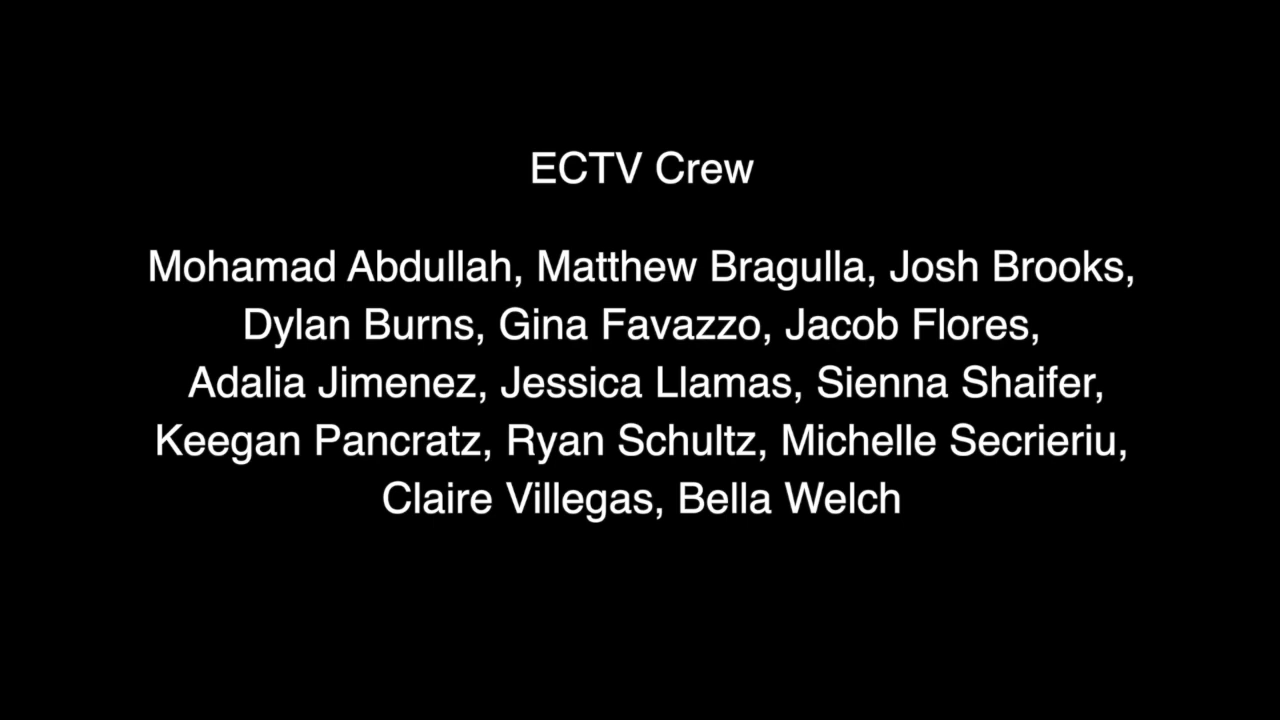 ECTV Crew
Mohamad Abdullah, Matthew Bragulla, Josh Brooks,
Dylan Burns, Gina Favazzo, Jacob Flores,
Adalia Jimenez, Jessica Llamas, Sienna Shaifer,
Keegan Pancratz, Ryan Schultz, Michelle Secrieriu,
Claire Villegas, Bella Welch